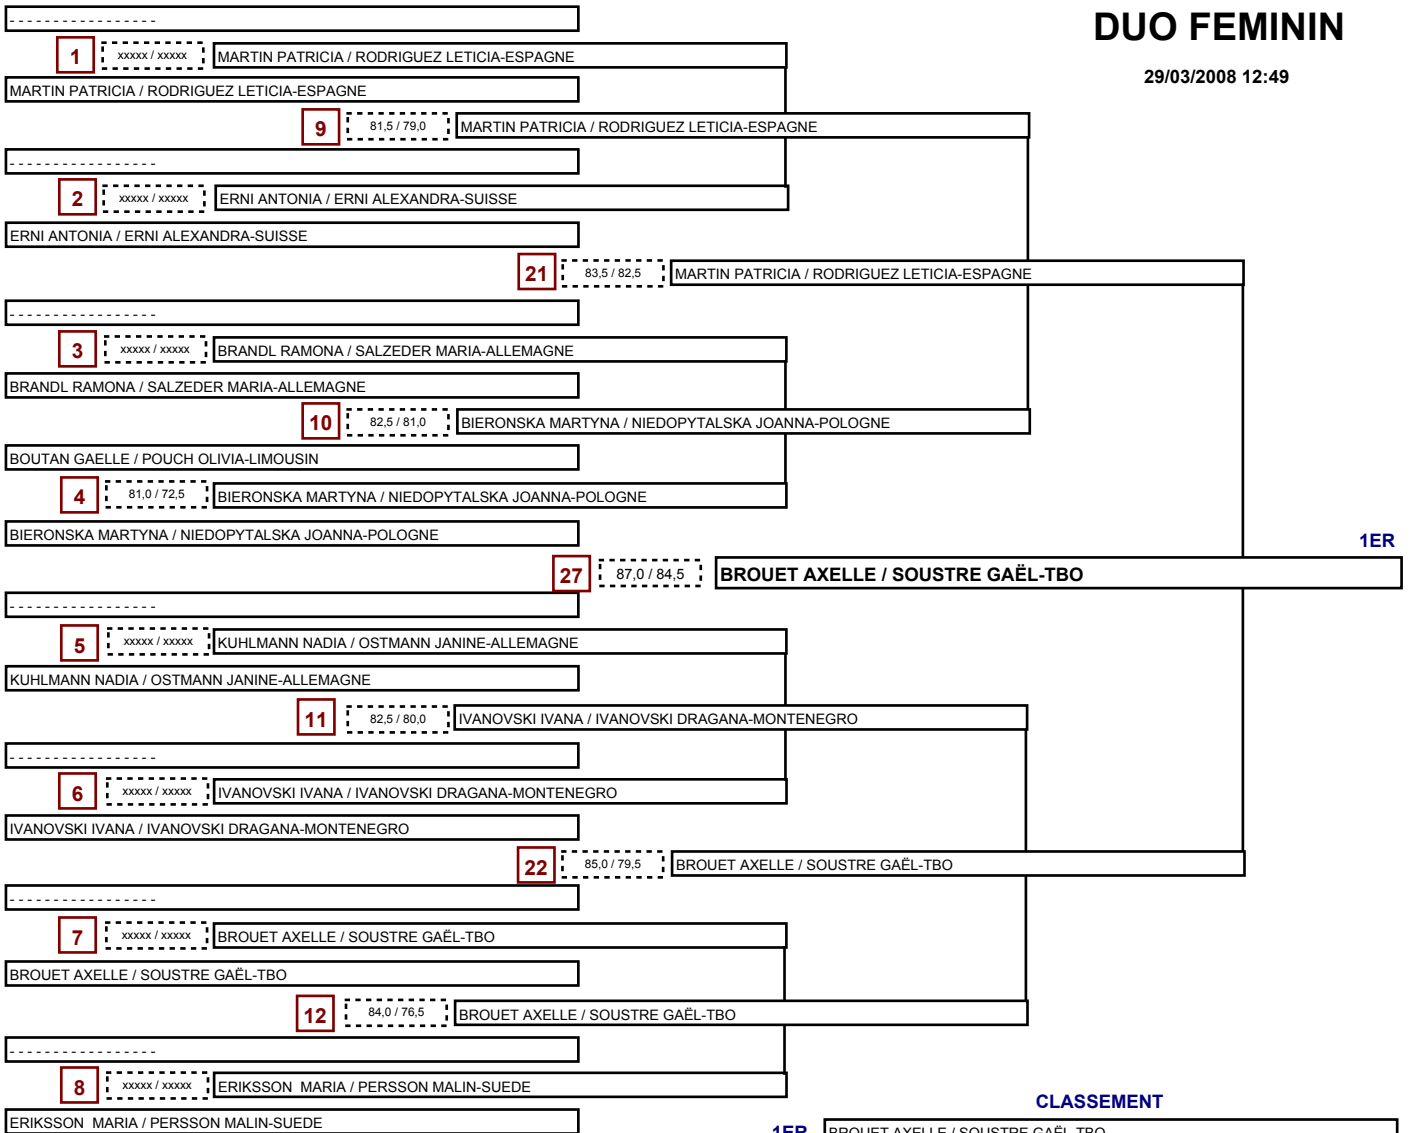 DUO FEMININ
29/03/2008 12:49
- - - - - - - - - - - - - - - - -
1 xxxxx / xxxxx MARTIN PATRICIA / RODRIGUEZ LETICIA-ESPAGNE
MARTIN PATRICIA / RODRIGUEZ LETICIA-ESPAGNE
9 81,5 / 79,0 MARTIN PATRICIA / RODRIGUEZ LETICIA-ESPAGNE
- - - - - - - - - - - - - - - - -
2 xxxxx / xxxxx ERNI ANTONIA / ERNI ALEXANDRA-SUISSE
ERNI ANTONIA / ERNI ALEXANDRA-SUISSE
21 83,5 / 82,5 MARTIN PATRICIA / RODRIGUEZ LETICIA-ESPAGNE
- - - - - - - - - - - - - - - - -
3 xxxxx / xxxxx BRANDL RAMONA / SALZEDER MARIA-ALLEMAGNE
BRANDL RAMONA / SALZEDER MARIA-ALLEMAGNE
10 82,5 / 81,0 BIERONSKA MARTYNA / NIEDOPYTALSKA JOANNA-POLOGNE
BOUTAN GAELLE / POUCH OLIVIA-LIMOUSIN
4 81,0 / 72,5 BIERONSKA MARTYNA / NIEDOPYTALSKA JOANNA-POLOGNE
BIERONSKA MARTYNA / NIEDOPYTALSKA JOANNA-POLOGNE
1ER
27 87,0 / 84,5 BROUET AXELLE / SOUSTRE GAËL-TBO
- - - - - - - - - - - - - - - - -
5 xxxxx / xxxxx KUHLMANN NADIA / OSTMANN JANINE-ALLEMAGNE
KUHLMANN NADIA / OSTMANN JANINE-ALLEMAGNE
11 82,5 / 80,0 IVANOVSKI IVANA / IVANOVSKI DRAGANA-MONTENEGRO
- - - - - - - - - - - - - - - - -
6 xxxxx / xxxxx IVANOVSKI IVANA / IVANOVSKI DRAGANA-MONTENEGRO
IVANOVSKI IVANA / IVANOVSKI DRAGANA-MONTENEGRO
22 85,0 / 79,5 BROUET AXELLE / SOUSTRE GAËL-TBO
- - - - - - - - - - - - - - - - -
7 xxxxx / xxxxx BROUET AXELLE / SOUSTRE GAËL-TBO
BROUET AXELLE / SOUSTRE GAËL-TBO
12 84,0 / 76,5 BROUET AXELLE / SOUSTRE GAËL-TBO
- - - - - - - - - - - - - - - - -
8 xxxxx / xxxxx ERIKSSON MARIA / PERSSON MALIN-SUEDE
ERIKSSON MARIA / PERSSON MALIN-SUEDE
CLASSEMENT
1ER BROUET AXELLE / SOUSTRE GAËL-TBO